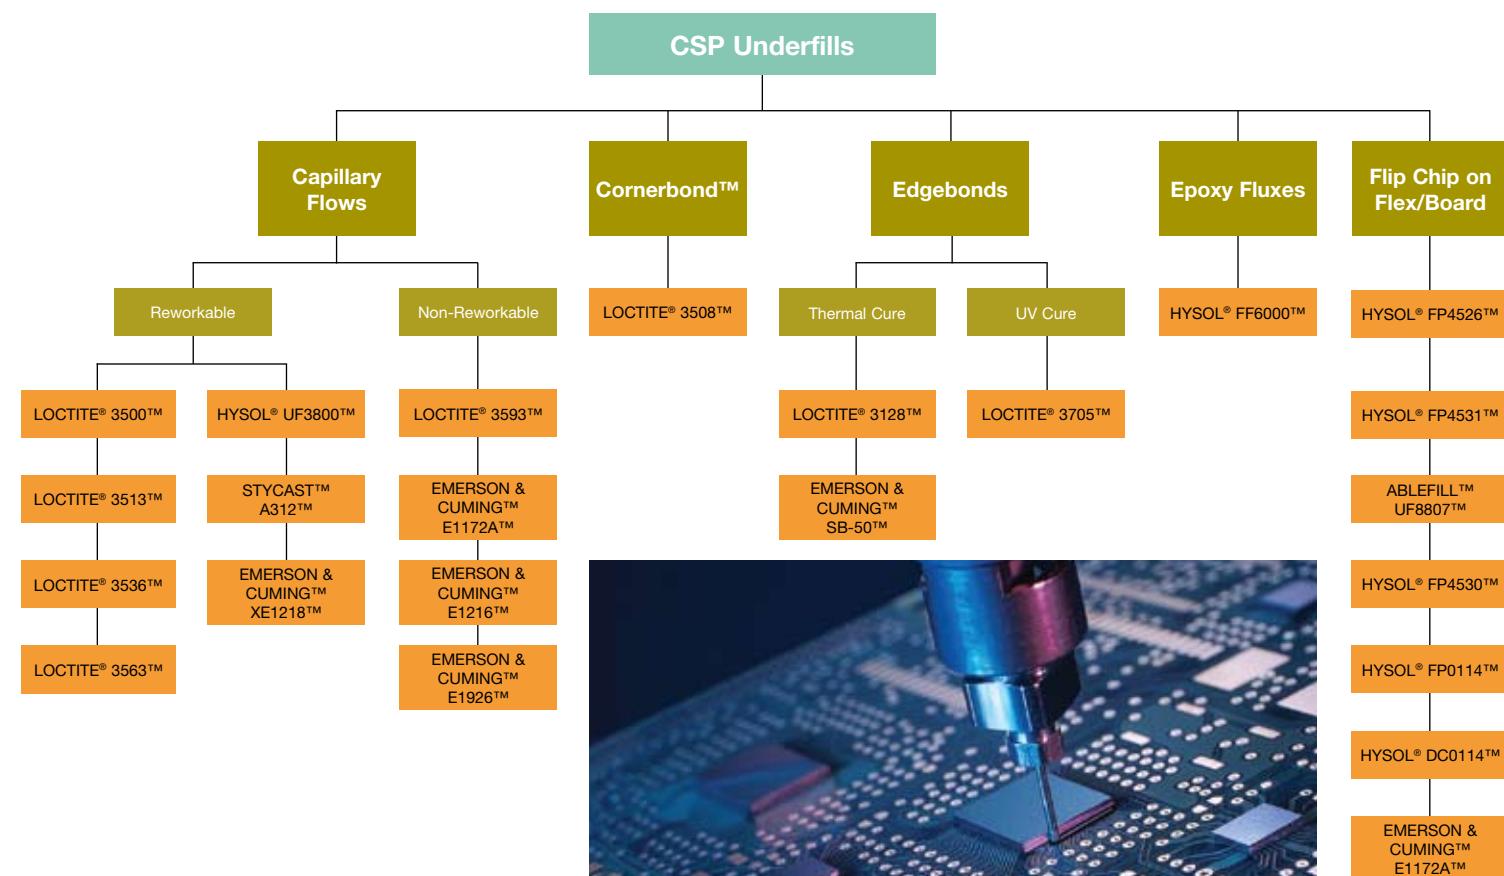 CSP Underfills
Capillary
Flows
Cornerbond™
Edgebonds
Epoxy Fluxes
Flip Chip on
Flex/Board
Reworkable
Non-Reworkable
LOCTITE® 3508™
Thermal Cure
UV Cure
HYSOL® FF6000™
HYSOL® FP4526™
LOCTITE® 3500™
HYSOL® UF3800™
LOCTITE® 3593™
LOCTITE® 3128™
LOCTITE® 3705™
HYSOL® FP4531™
LOCTITE® 3513™
STYCAST™
A312™
EMERSON &
CUMING™
E1172A™
EMERSON &
CUMING™
SB-50™
ABLEFILL™
UF8807™
LOCTITE® 3536™
EMERSON &
CUMING™
XE1218™
EMERSON &
CUMING™
E1216™
HYSOL® FP4530™
LOCTITE® 3563™
EMERSON &
CUMING™
E1926™
HYSOL® FP0114™
HYSOL® DC0114™
EMERSON &
CUMING™
E1172A™